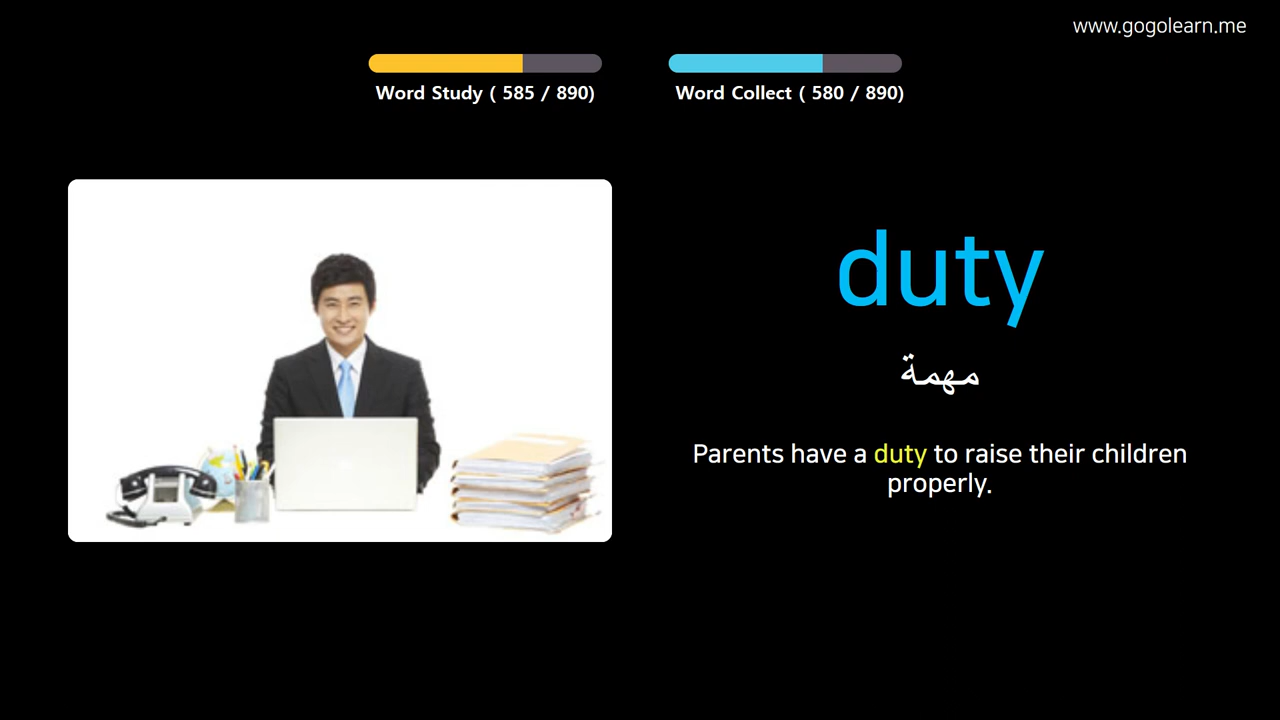 www.gogolearn.me
Word Study ( 585 / 890)
Word Collect ( 580 / 890)
duty
مهمة
Parents have a duty to raise their children
properly.